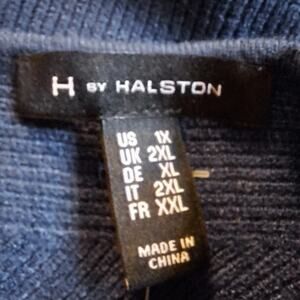 H BY HALSTON
US 1X
UK 2XL
DE XL
IT 2XL
FR XXL
MADE IN
CHINA